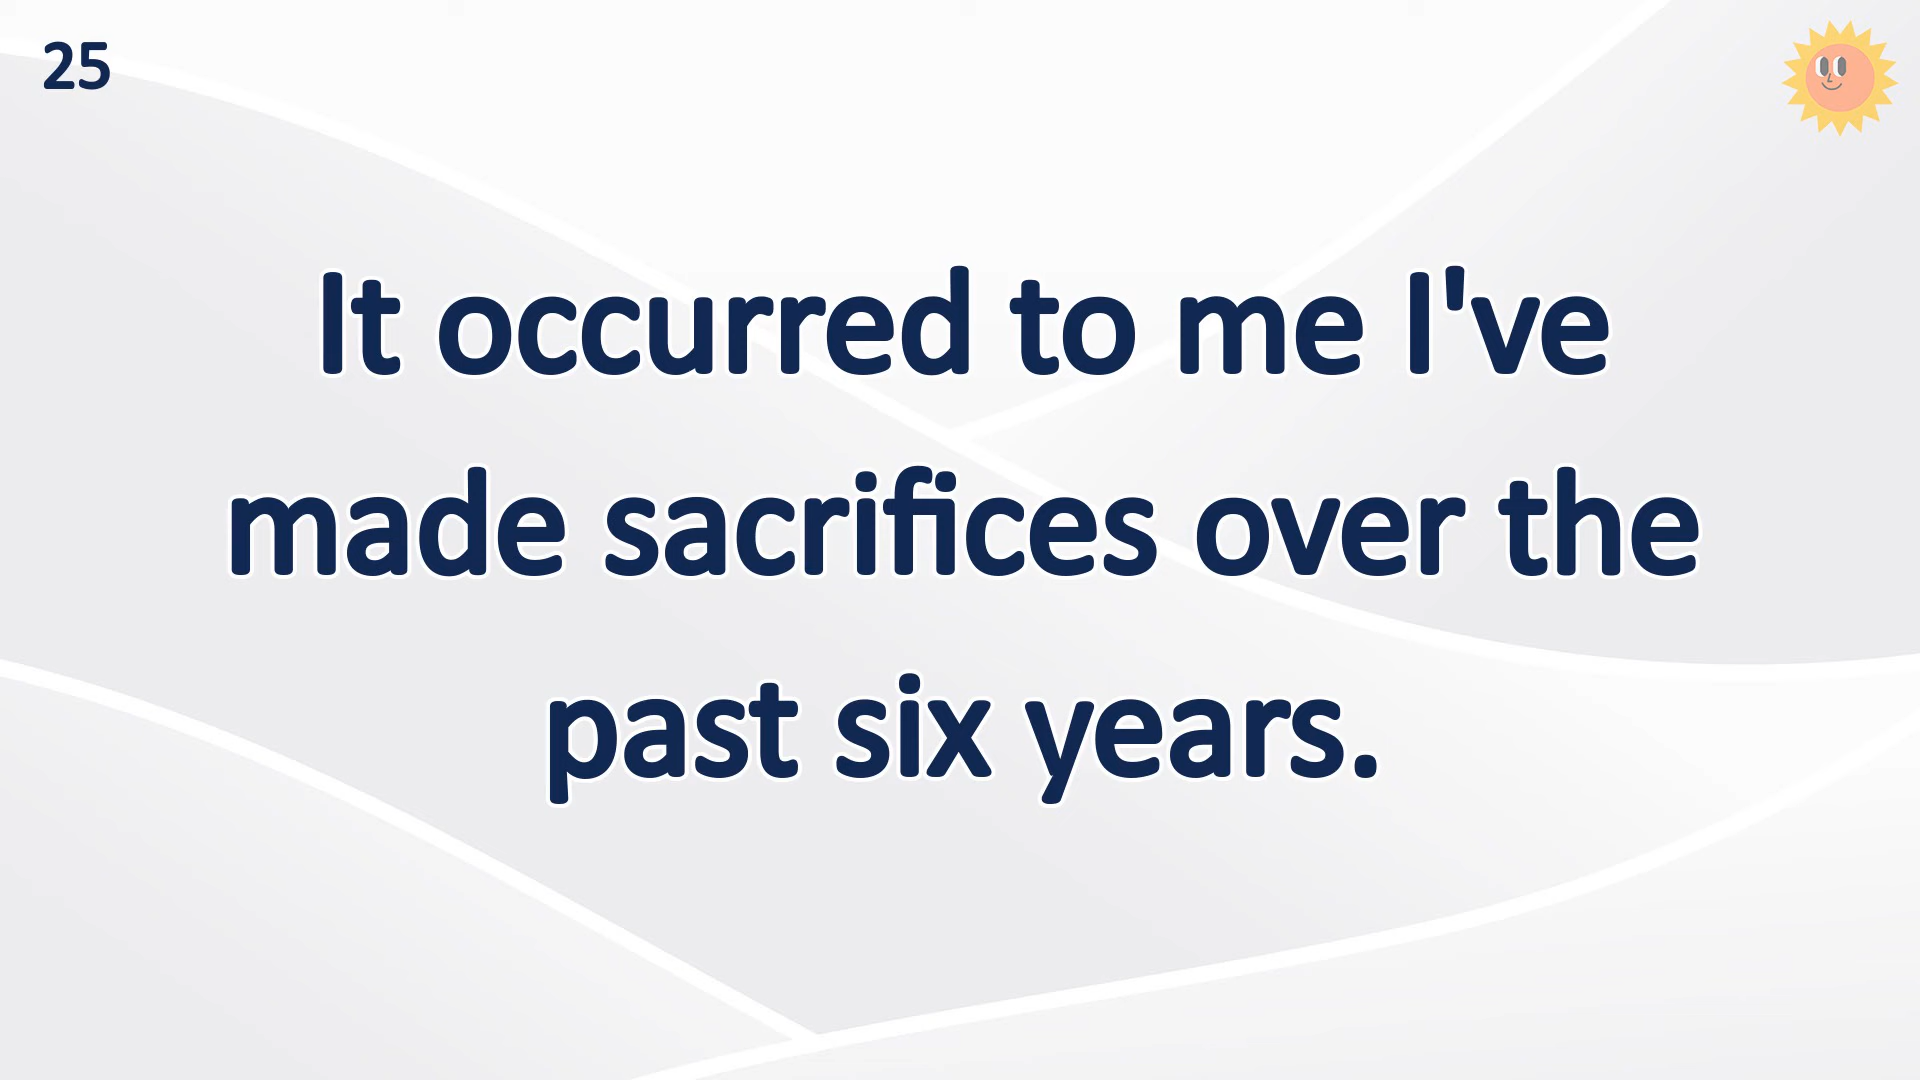 25
It occurred to me I've
made sacrifices over the
past six years.